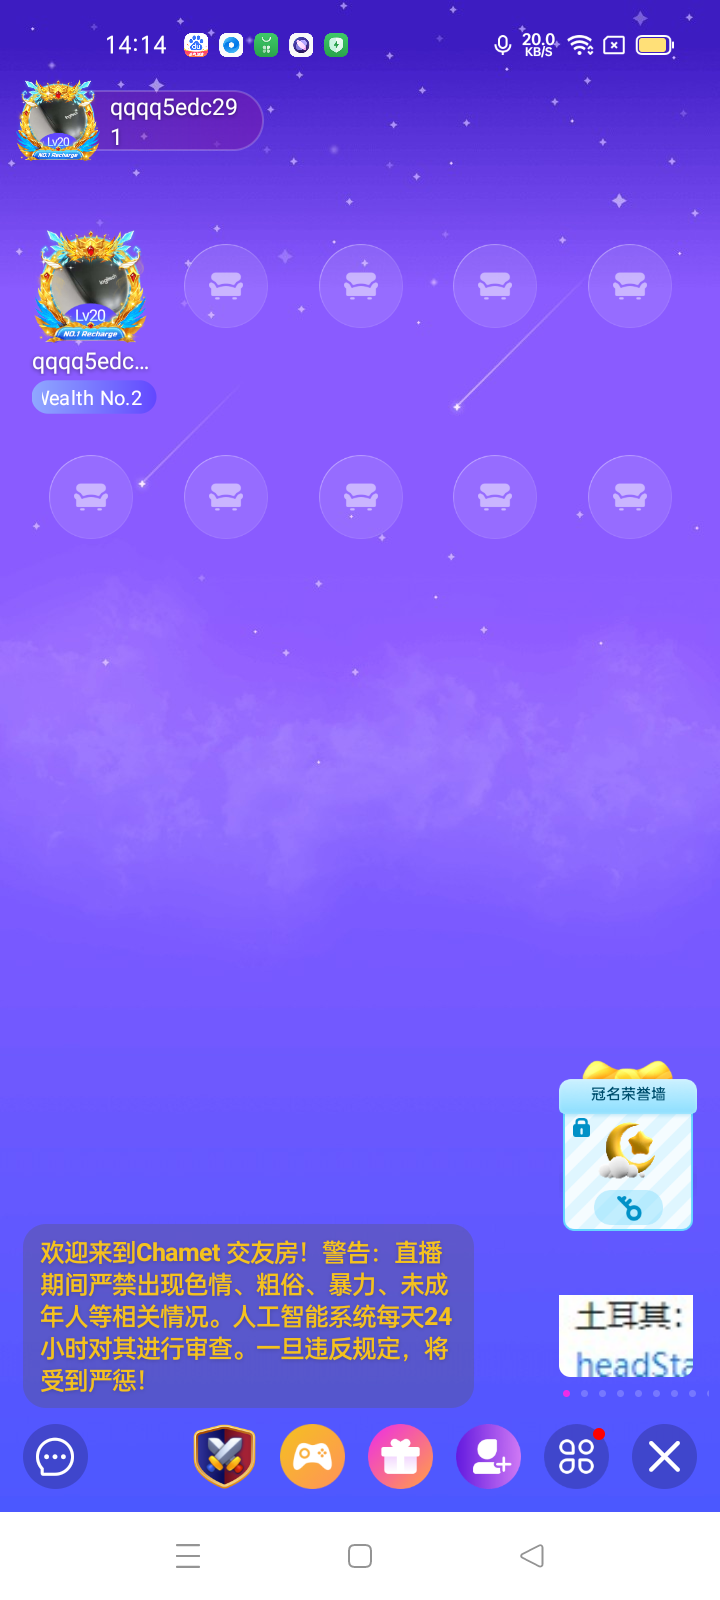 14:14
20.0
KB/S
qqqq5edc29
1
Lv20
NO.1 Recharge
logitech
Lv20
NO.1 Recharge
qqqq5edc...
Wealth No.2
冠名荣誉墙
欢迎来到Chamet 交友房！警告：直播
期间严禁出现色情、粗俗、暴力、未成
年人等相关情况。人工智能系统每天24
小时对其进行审查。一旦违反规定，将
受到严惩！
土耳其：
headSta